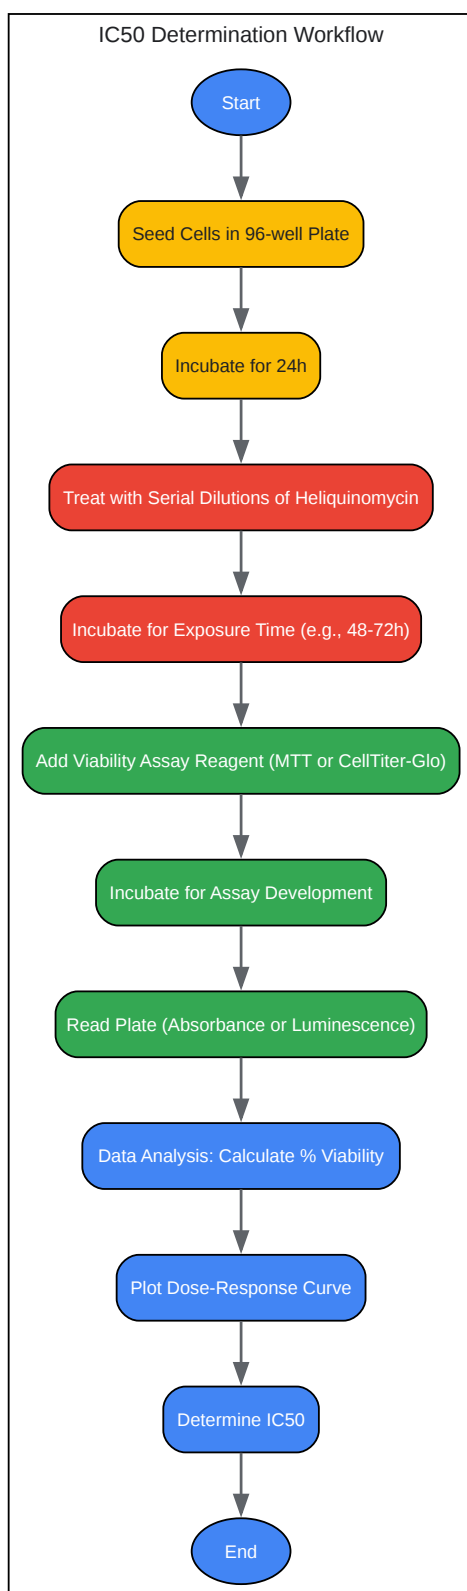 IC50 Determination Workflow
Start
Seed Cells in 96-well Plate
Incubate for 24h
Treat with Serial Dilutions of Heliquinomycin
Incubate for Exposure Time (e.g., 48-72h)
Add Viability Assay Reagent (MTT or CellTiter-Glo)
Incubate for Assay Development
Read Plate (Absorbance or Luminescence)
Data Analysis: Calculate % Viability
Plot Dose-Response Curve
Determine IC50
End